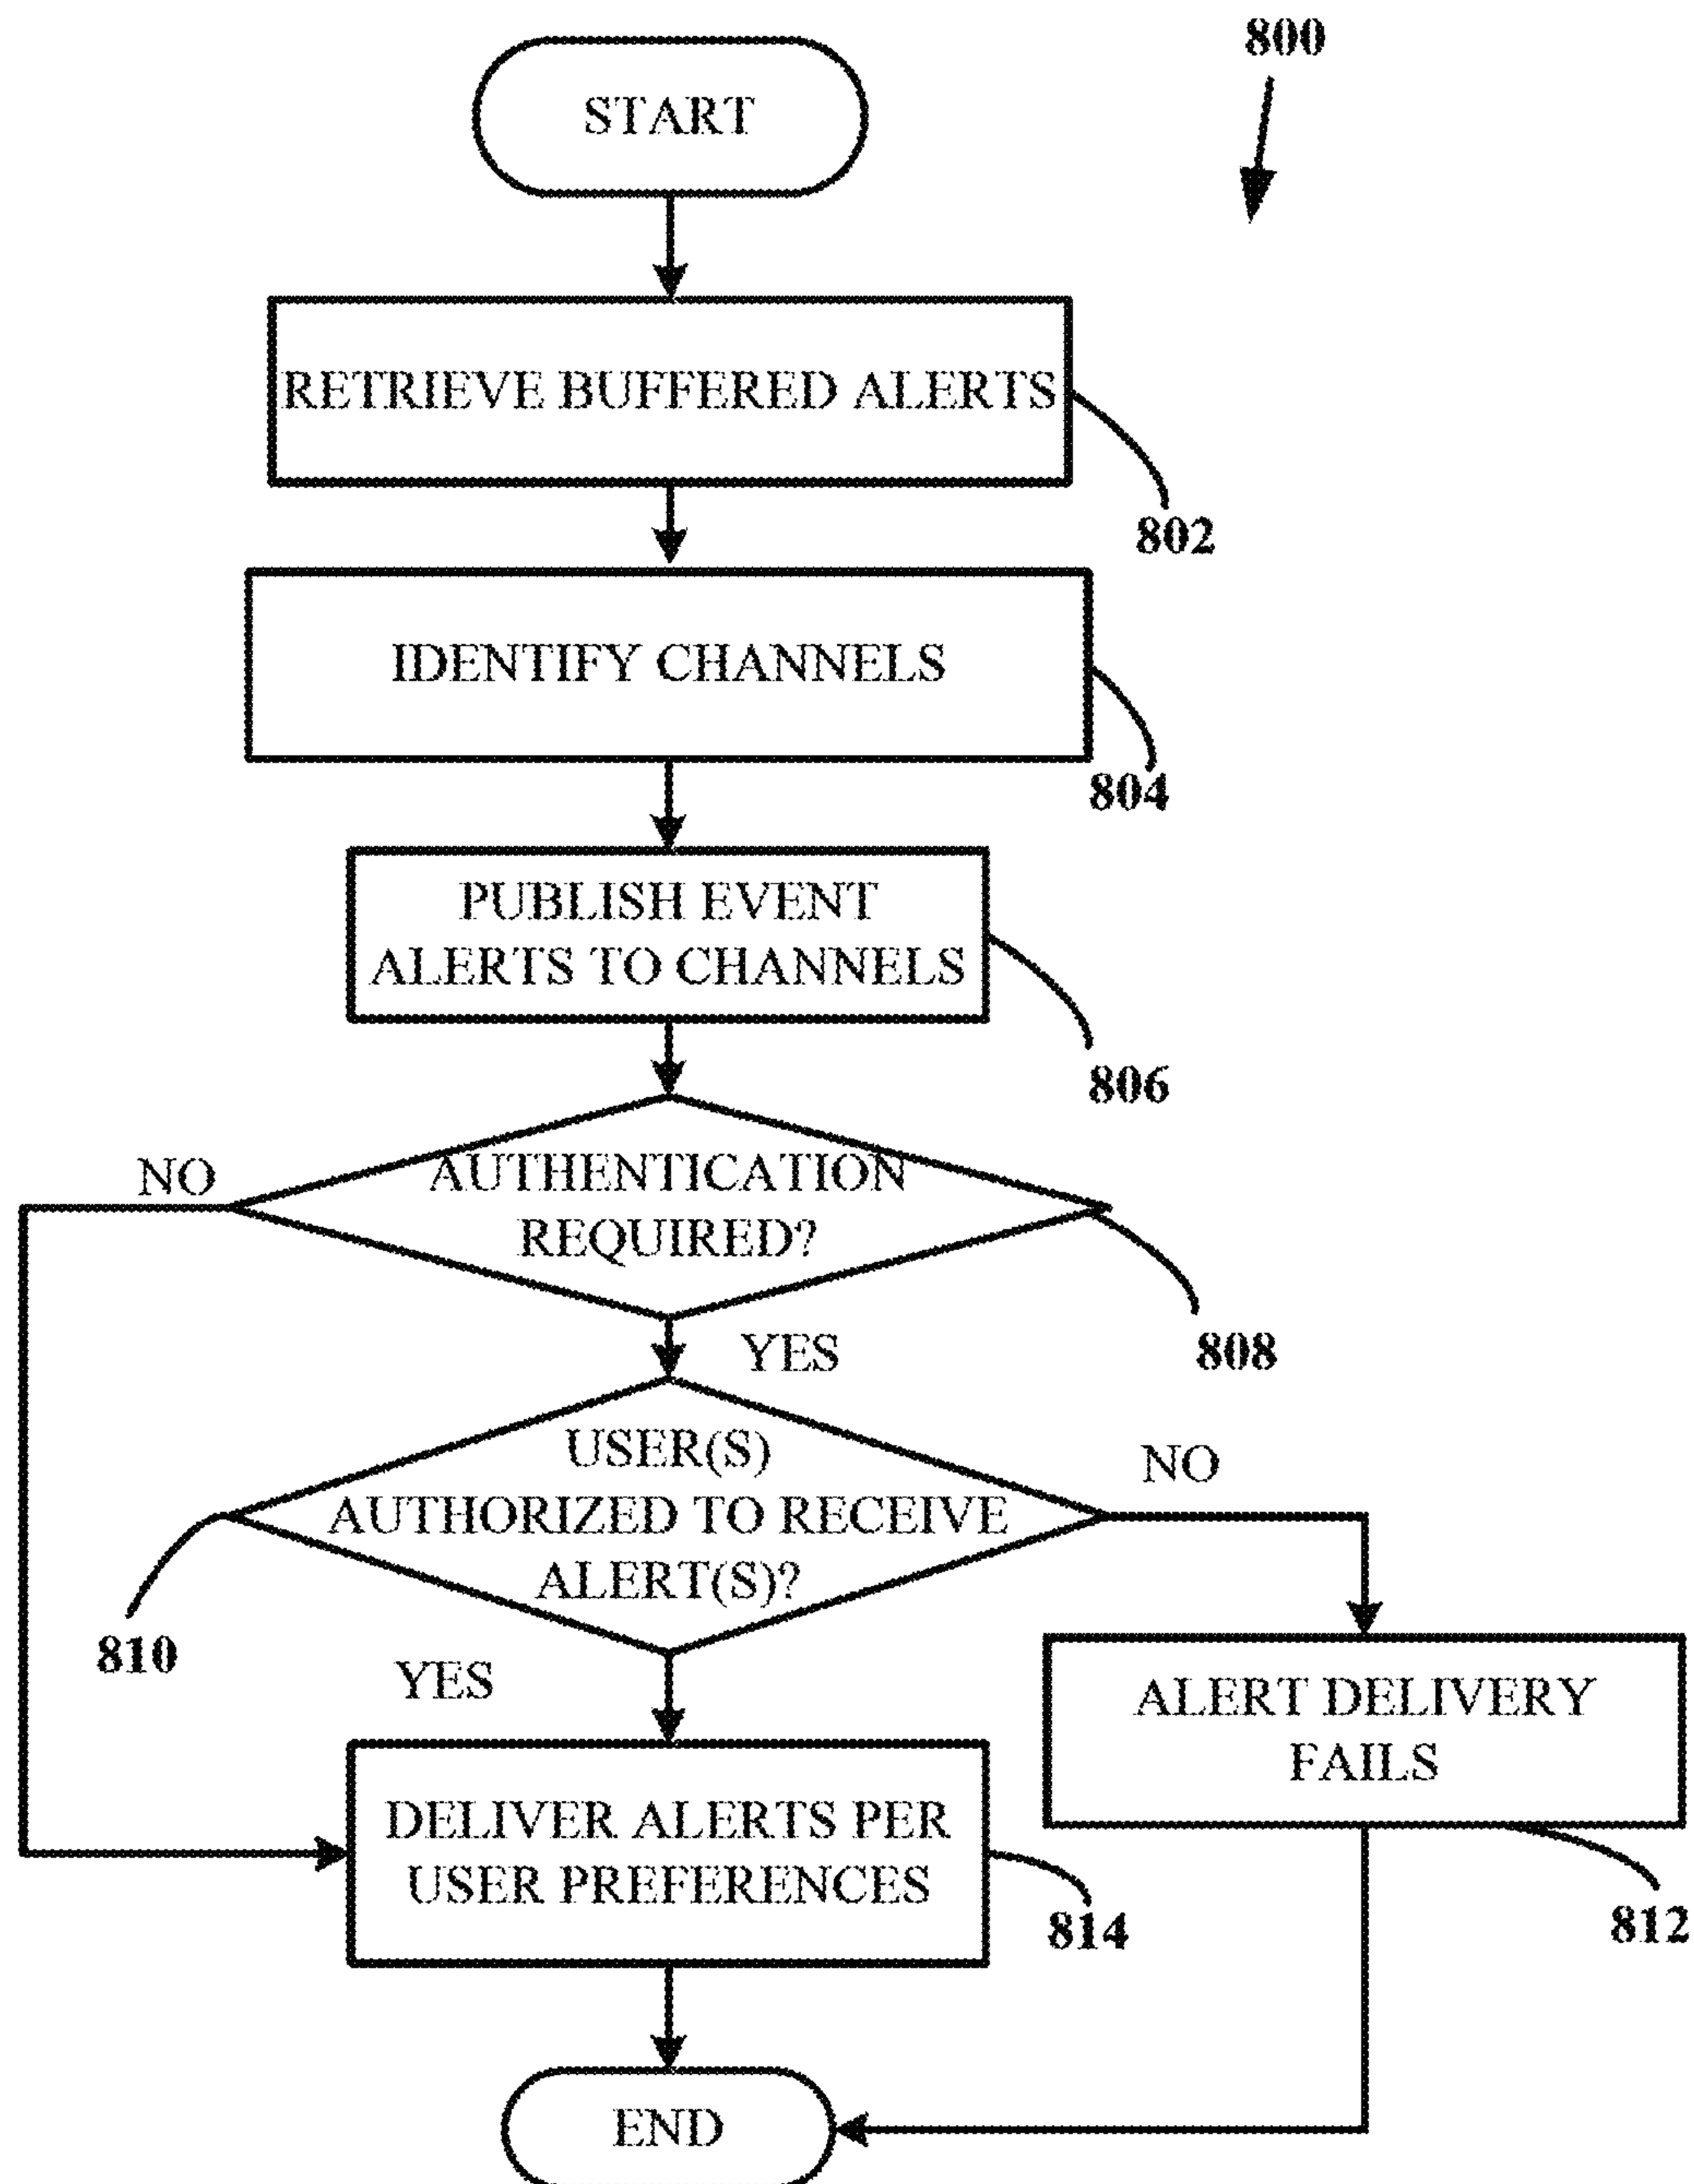 800
START
RETRIEVE BUFFERED ALERTS
802
IDENTIFY CHANNELS
804
PUBLISH EVENT
ALERTS TO CHANNELS
806
NO
AUTHENTICATION
REQUIRED?
YES
808
USER(S)
AUTHORIZED TO RECEIVE
ALERT(S)?
NO
810
YES
ALERT DELIVERY
FAILS
DELIVER ALERTS PER
USER PREFERENCES
814
812
END